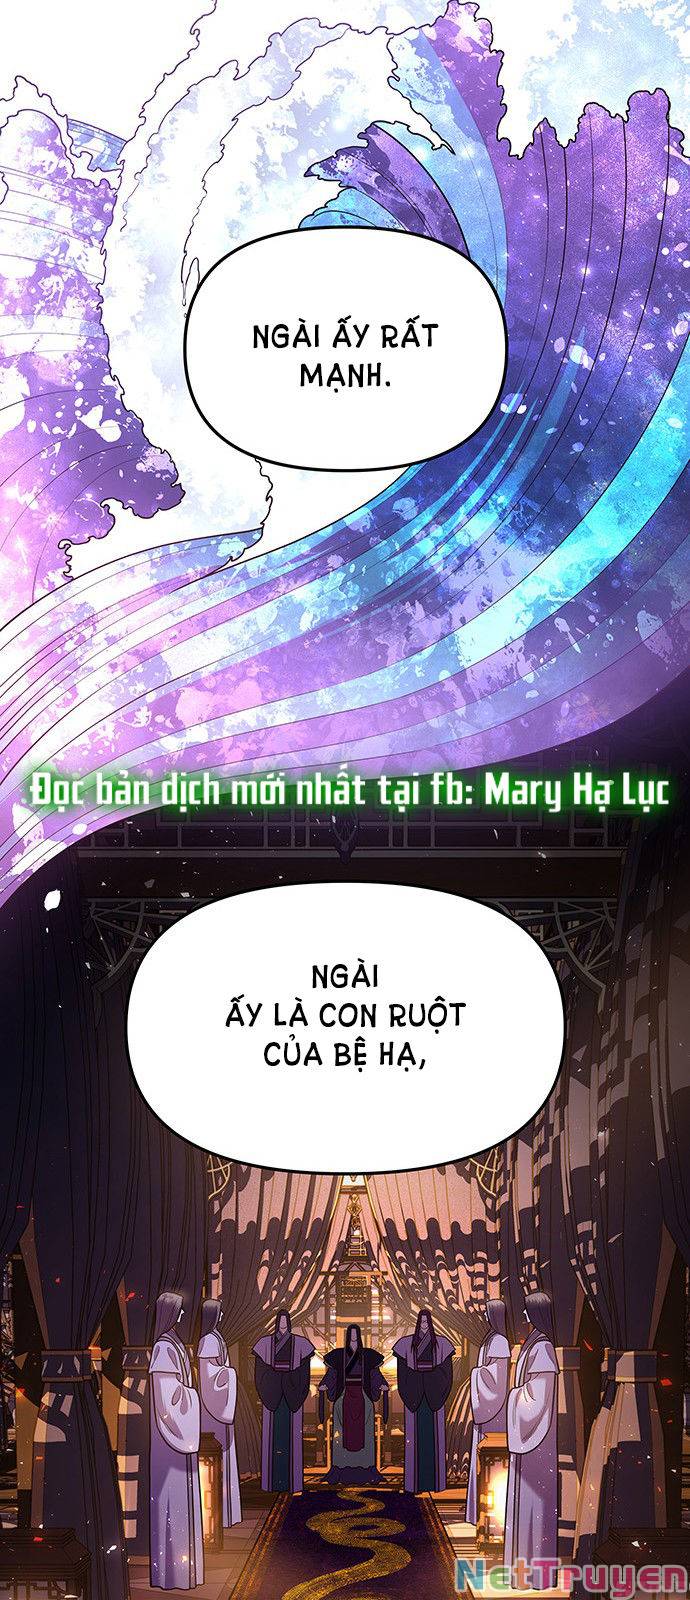 NGÀI ẤY RẤT
MẠNH.
Đọc bản dịch mới nhất tại fb: Mary Hạ Lục
NGÀI
ẤY LÀ CON RUỘT
CỦA BỆ HẠ,
NetTruyen